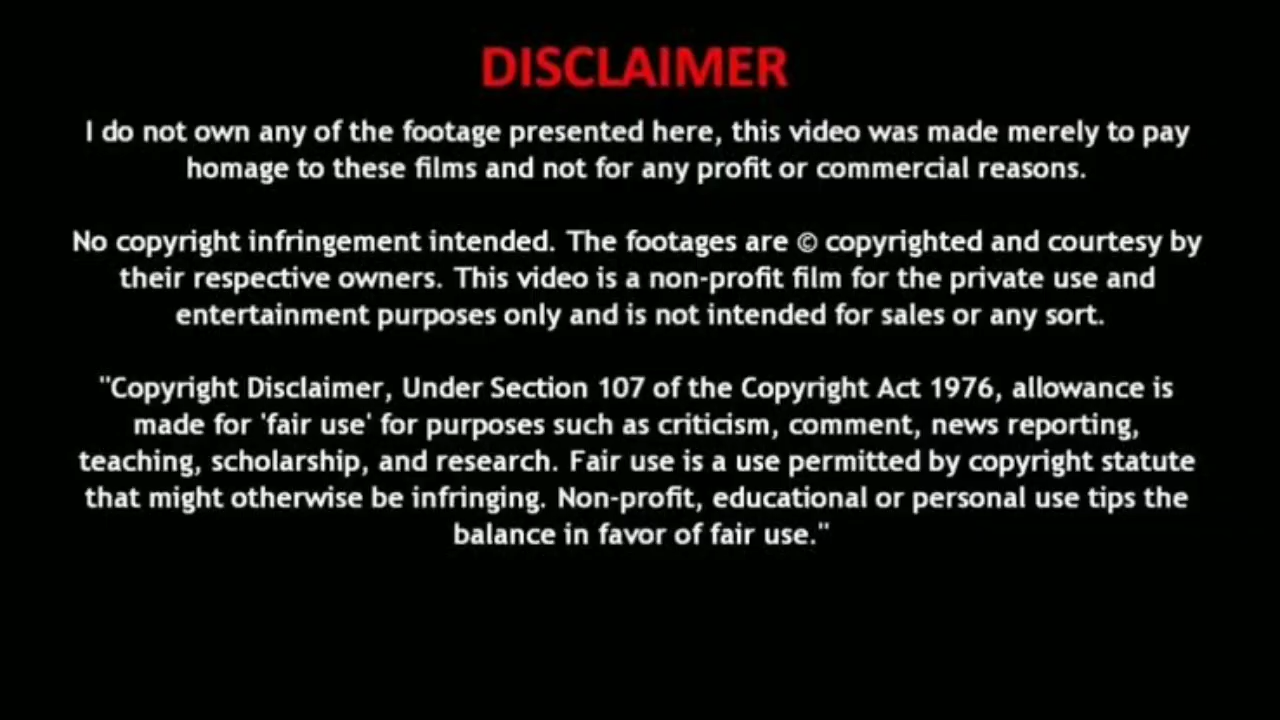 DISCLAIMER
I do not own any of the footage presented here, this video was made merely to pay
homage to these films and not for any profit or commercial reasons.
No copyright infringement intended. The footages are © copyrighted and courtesy by
their respective owners. This video is a non-profit film for the private use and
entertainment purposes only and is not intended for sales or any sort.
"Copyright Disclaimer, Under Section 107 of the Copyright Act 1976, allowance is
made for 'fair use' for purposes such as criticism, comment, news reporting,
teaching, scholarship, and research. Fair use is a use permitted by copyright statute
that might otherwise be infringing. Non-profit, educational or personal use tips the
balance in favor of fair use."